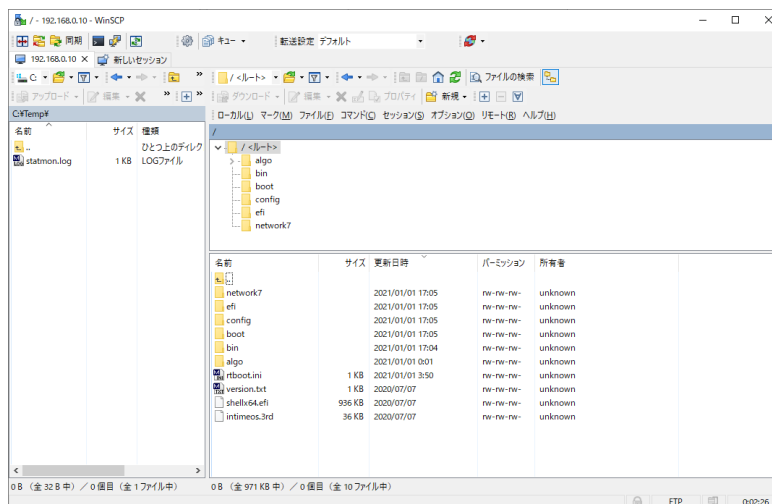 / - 192.168.0.10 - WinSCP
同期 キュー 転送設定 デフォルト
192.168.0.10 新しいセッション
C: / <ルート> ファイルの検索
アップロード 編集 ダウンロード 編集 プロパティ 新規
C:¥Temp¥ ローカル(L) マーク(M) ファイル(F) コマンド(C) セッション(S) オプション(O) リモート(R) ヘルプ(H)
名前 サイズ 種類
.. ひとつ上のディレク
statmon.log 1 KB LOGファイル
/
/ <ルート>
algo
bin
boot
config
efi
network7
名前 サイズ 更新日時 パーミッション 所有者
..
network7 2021/01/01 17:05 rw-rw-rw- unknown
efi 2021/01/01 17:05 rw-rw-rw- unknown
config 2021/01/01 17:05 rw-rw-rw- unknown
boot 2021/01/01 17:05 rw-rw-rw- unknown
bin 2021/01/01 17:04 rw-rw-rw- unknown
algo 2021/01/01 0:01 rw-rw-rw- unknown
rtboot.ini 1 KB 2021/01/01 3:50 rw-rw-rw- unknown
version.txt 1 KB 2020/07/07 rw-rw-rw- unknown
shellx64.efi 936 KB 2020/07/07 rw-rw-rw- unknown
intimeos.3rd 36 KB 2020/07/07 rw-rw-rw- unknown
0 B (全 32 B 中) / 0 個目 (全 1 ファイル中) 0 B (全 971 KB 中) / 0 個目 (全 10 ファイル中)
FTP 0:02:26